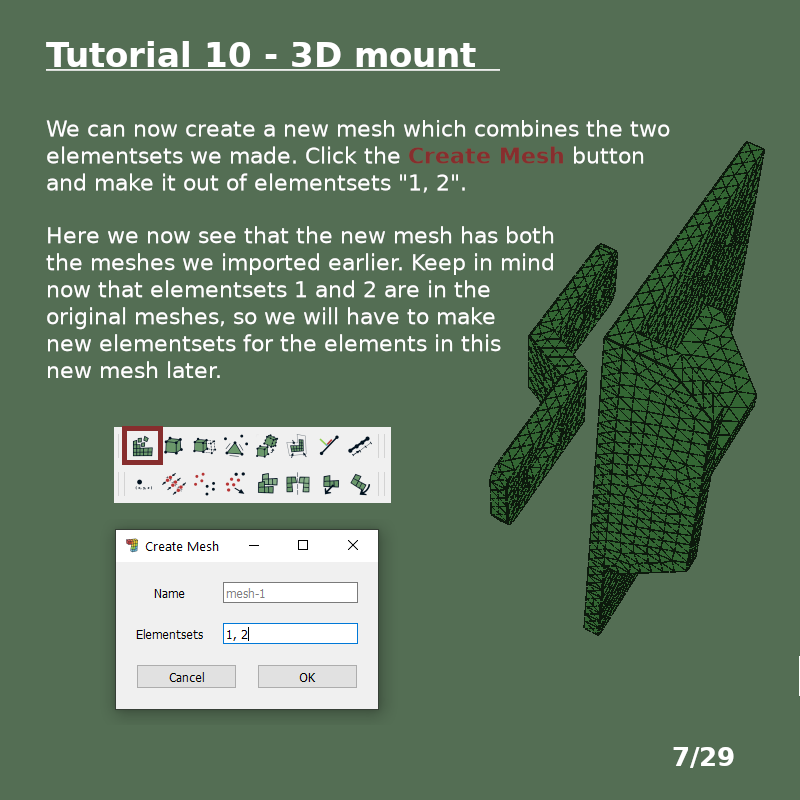 Tutorial 10 - 3D mount
We can now create a new mesh which combines the two
elementsets we made. Click the Create Mesh button
and make it out of elementsets "1, 2".
Here we now see that the new mesh has both
the meshes we imported earlier. Keep in mind
now that elementsets 1 and 2 are in the
original meshes, so we will have to make
new elementsets for the elements in this
new mesh later.
Create Mesh
Name
mesh-1
Elementsets
1, 2
Cancel
OK
7/29